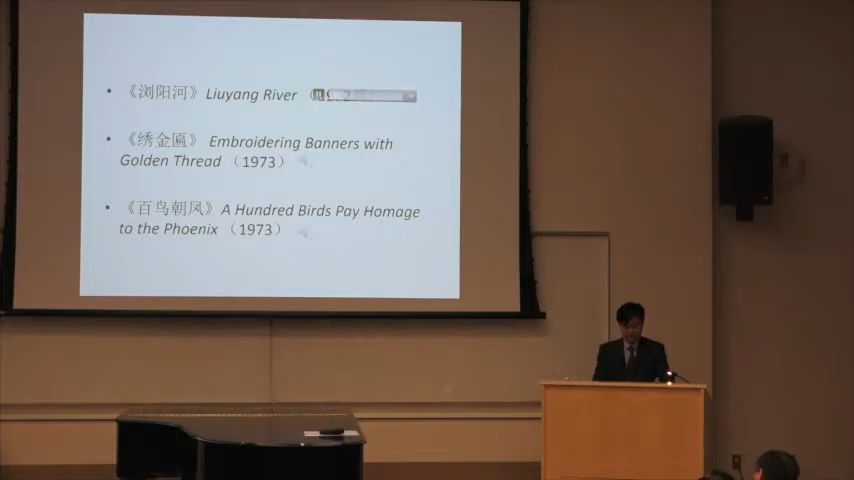 • 《浏阳河》Liuyang River
• 《绣金匾》 Embroidering Banners with
Golden Thread （1973）
• 《百鸟朝凤》A Hundred Birds Pay Homage
to the Phoenix （1973）